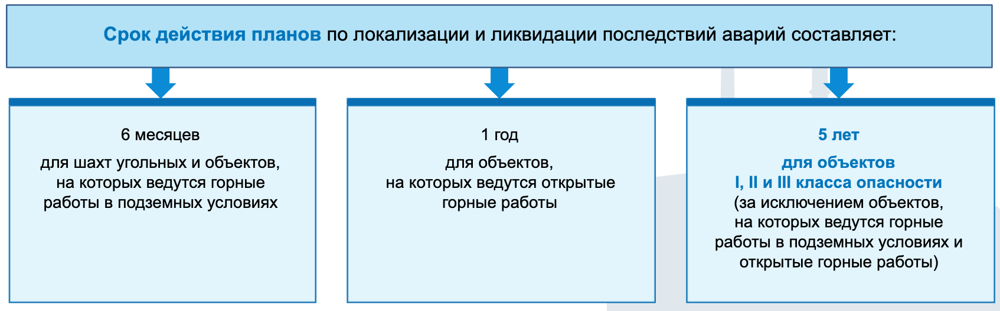 Срок действия планов по локализации и ликвидации последствий аварий составляет:
6 месяцев
для шахт угольных и объектов,
на которых ведутся горные
работы в подземных условиях
1 год
для объектов,
на которых ведутся открытые
горные работы
5 лет
для объектов
I, II и III класса опасности
(за исключением объектов,
на которых ведутся горные
работы в подземных условиях и
открытые горные работы)